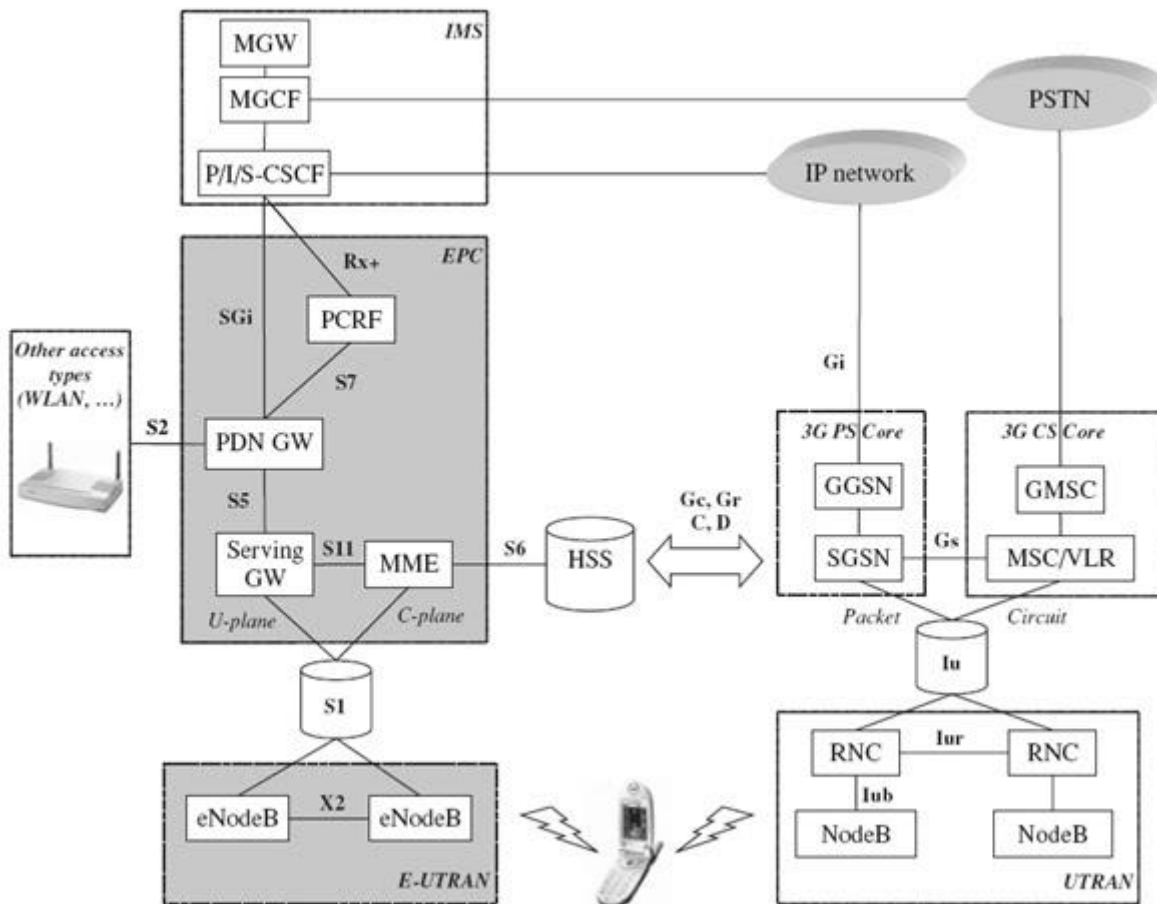 IMS
MGW
MGCF
PSTN
P/I/S-CSCF
IP network
EPC
Rx+
SGi
PCRF
Other access
types
(WLAN, ...)
Gi
S7
S2
PDN GW
3G PS Core
3G CS Core
S5
GGSN
GMSC
Gc, Gr
C, D
Serving
GW
S11
MME
S6
HSS
SGSN
Gs
MSC/VLR
U-plane
C-plane
Packet
Circuit
Iu
S1
RNC
Iur
RNC
Iub
eNodeB
X2
eNodeB
NodeB
NodeB
E-UTRAN
UTRAN